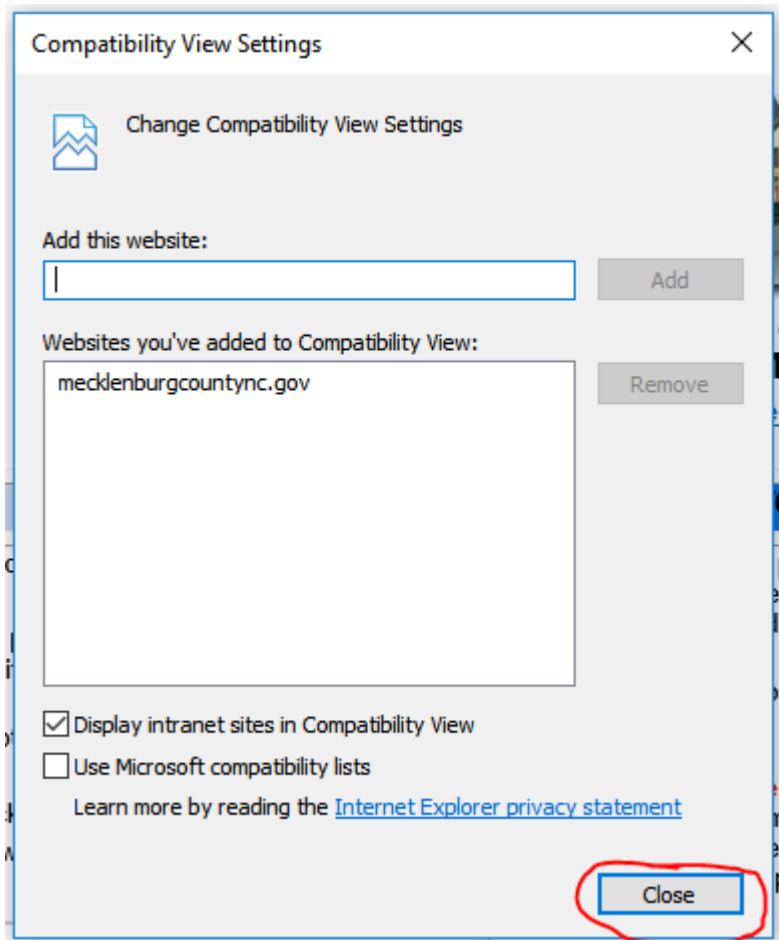 Compatibility View Settings
Change Compatibility View Settings
Add this website:
Add
Websites you've added to Compatibility View:
mecklenburgcountync.gov
Remove
Display intranet sites in Compatibility View
Use Microsoft compatibility lists
Learn more by reading the Internet Explorer privacy statement
Close